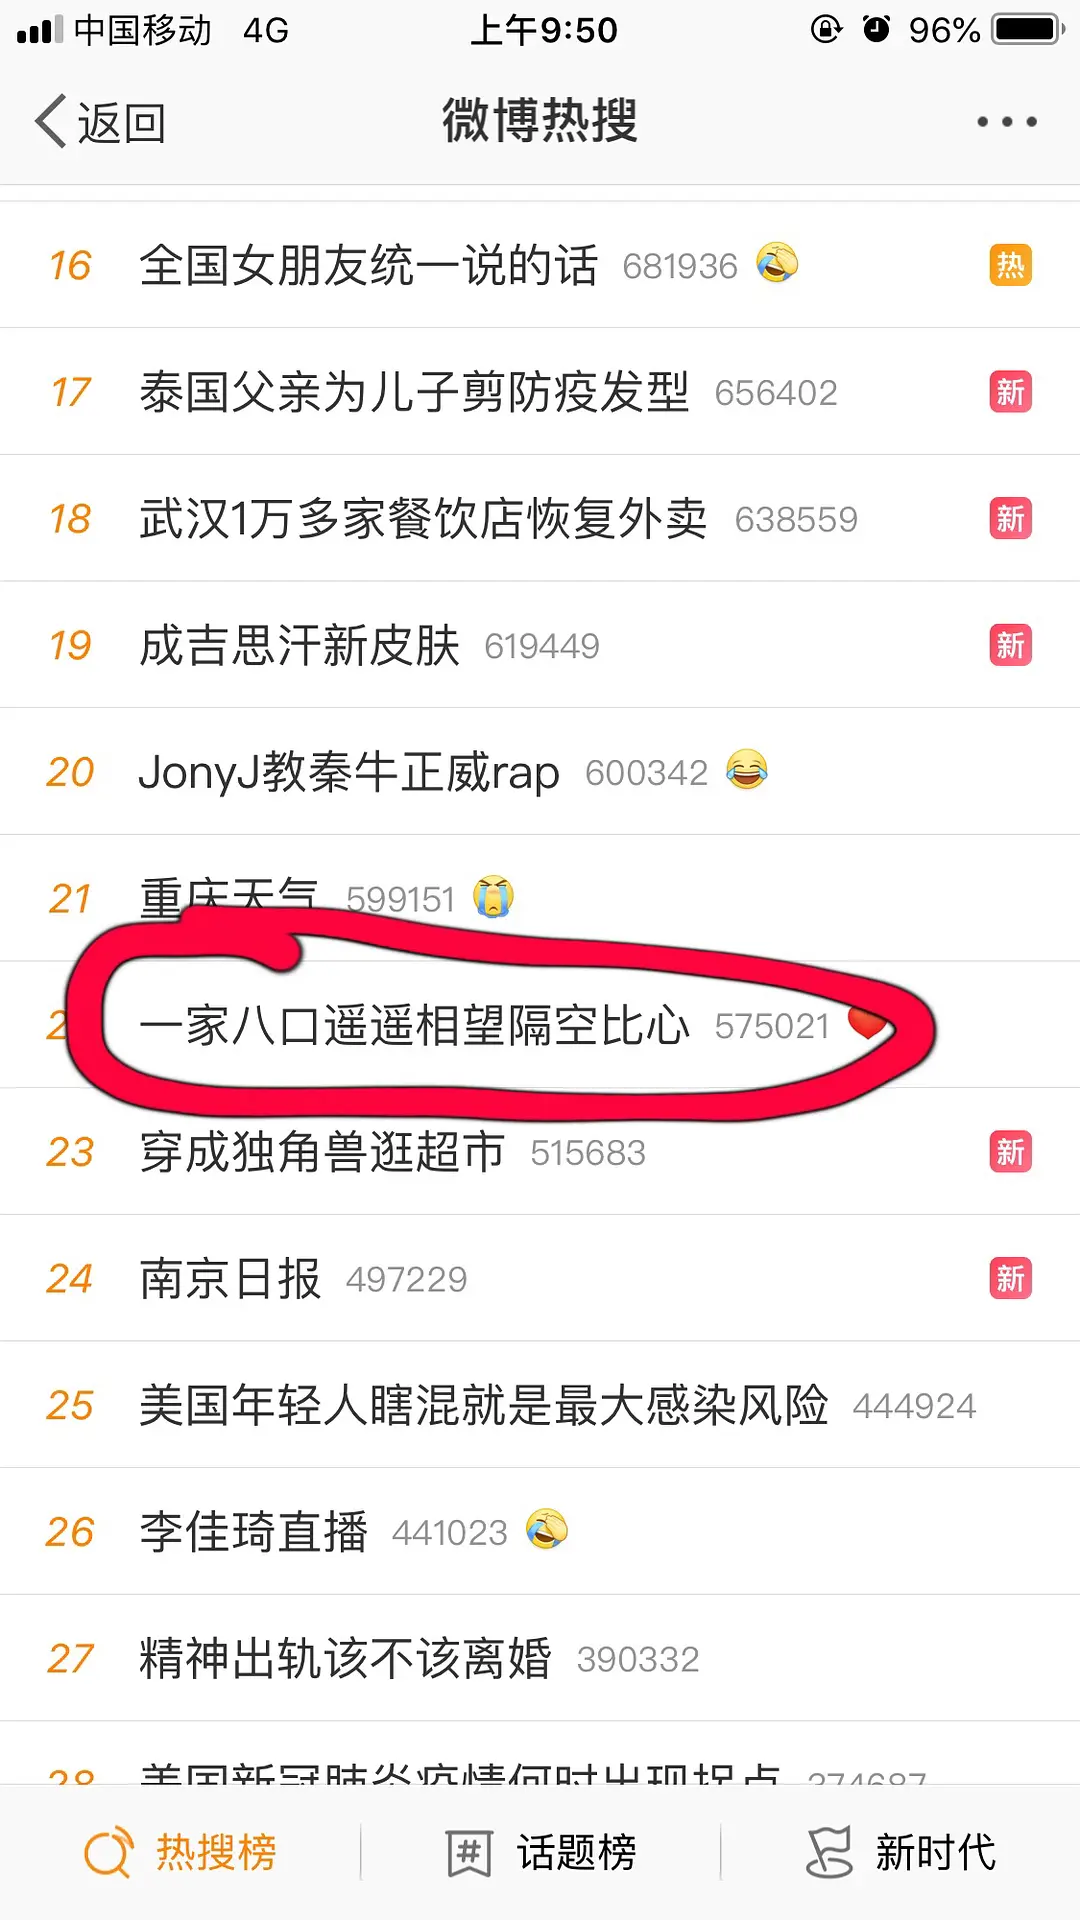 中国移动 4G 上午9:50 96%
返回 微博热搜
16 全国女朋友统一说的话 681936 热
17 泰国父亲为儿子剪防疫发型 656402 新
18 武汉1万多家餐饮店恢复外卖 638559 新
19 成吉思汗新皮肤 619449 新
20 JonyJ教秦牛正威rap 600342
21 重庆天气 599151
2 一家八口遥遥相望隔空比心 575021
23 穿成独角兽逛超市 515683 新
24 南京日报 497229 新
25 美国年轻人瞎混就是最大感染风险 444924
26 李佳琦直播 441023
27 精神出轨该不该离婚 390332
28 美国新冠肺炎疫情何时出现拐点 374687
热搜榜 # 话题榜 新时代